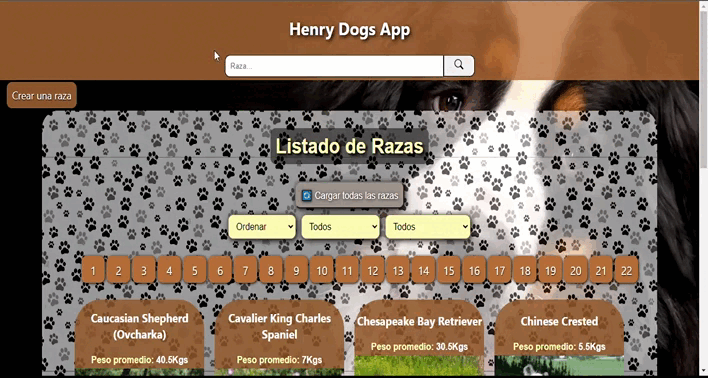 Henry Dogs App
Raza...
Crear una raza
Listado de Razas
Cargar todas las razas
Ordenar Todos Todos
1 2 3 4 5 6 7 8 9 10 11 12 13 14 15 16 17 18 19 20 21 22
Caucasian Shepherd
(Ovcharka)
Peso promedio: 40.5Kgs
Cavalier King Charles
Spaniel
Peso promedio: 7Kgs
Chesapeake Bay Retriever
Peso promedio: 30.5Kgs
Chinese Crested
Peso promedio: 5.5Kgs